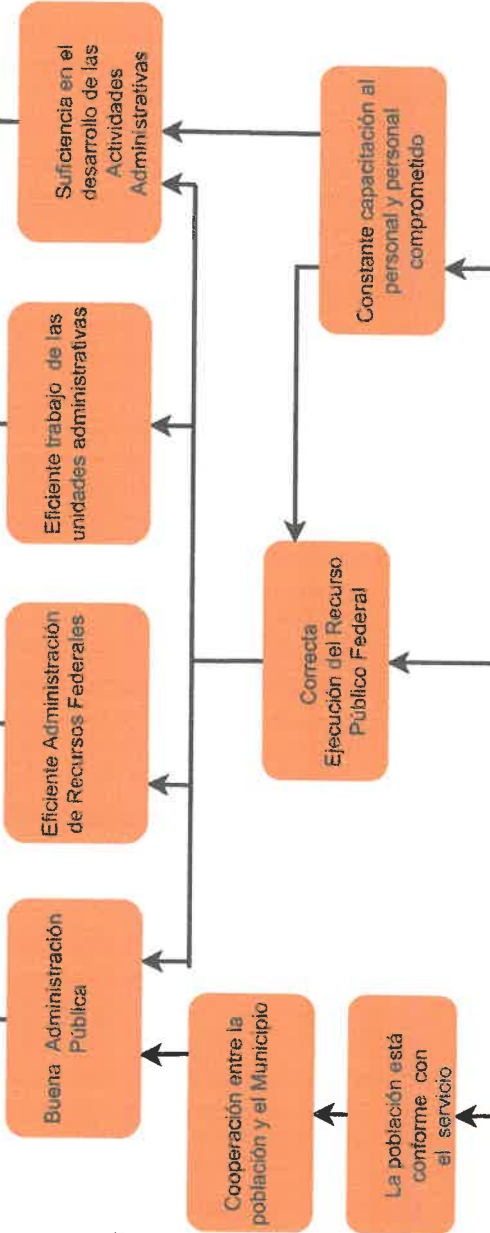 Buena Administración
Pública
Eficiente Administración
de Recursos Federales
Eficiente trabajo de las
unidades administrativas
Suficiencia en el
desarrollo de las
Actividades
Administrativas
Cooperación entre la
población y el Municipio
Correcta
Ejecución del Recurso
Público Federal
Constante capacitación al
personal y personal
comprometido
La población está
conforme con
el servicio